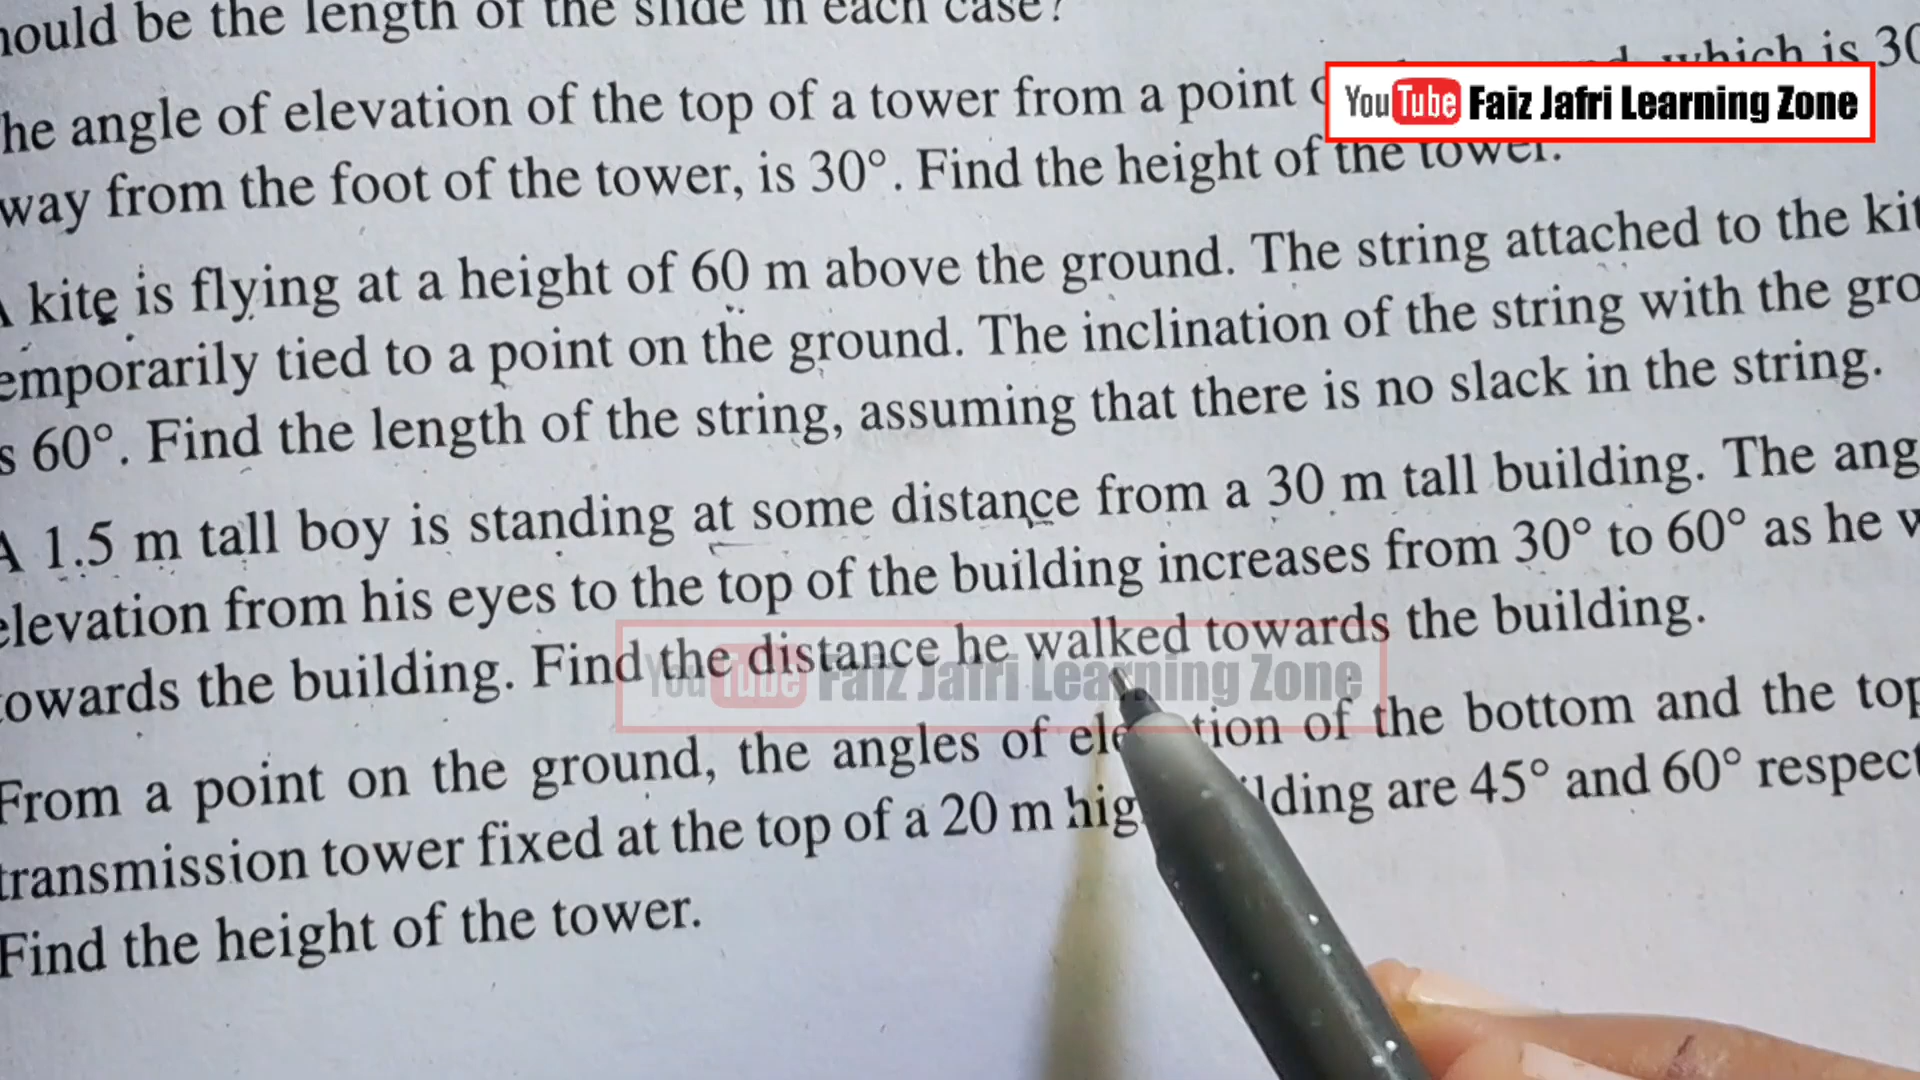 hould be the length of the slide in each case?
he angle of elevation of the top of a tower from a point which is 30
way from the foot of the tower, is 30°. Find the height of the tower.
YouTube Faiz Jafri Learning Zone
A kite is flying at a height of 60 m above the ground. The string attached to the kit
emporarily tied to a point on the ground. The inclination of the string with the gro
s 60°. Find the length of the string, assuming that there is no slack in the string.
A 1.5 m tall boy is standing at some distance from a 30 m tall building. The ang
elevation from his eyes to the top of the building increases from 30° to 60° as he w
towards the building. Find the distance he walked towards the building.
YouTube Faiz Jafri Learning Zone
From a point on the ground, the angles of ele tion of the bottom and the top
transmission tower fixed at the top of a 20 m hig lding are 45° and 60° respect
Find the height of the tower.